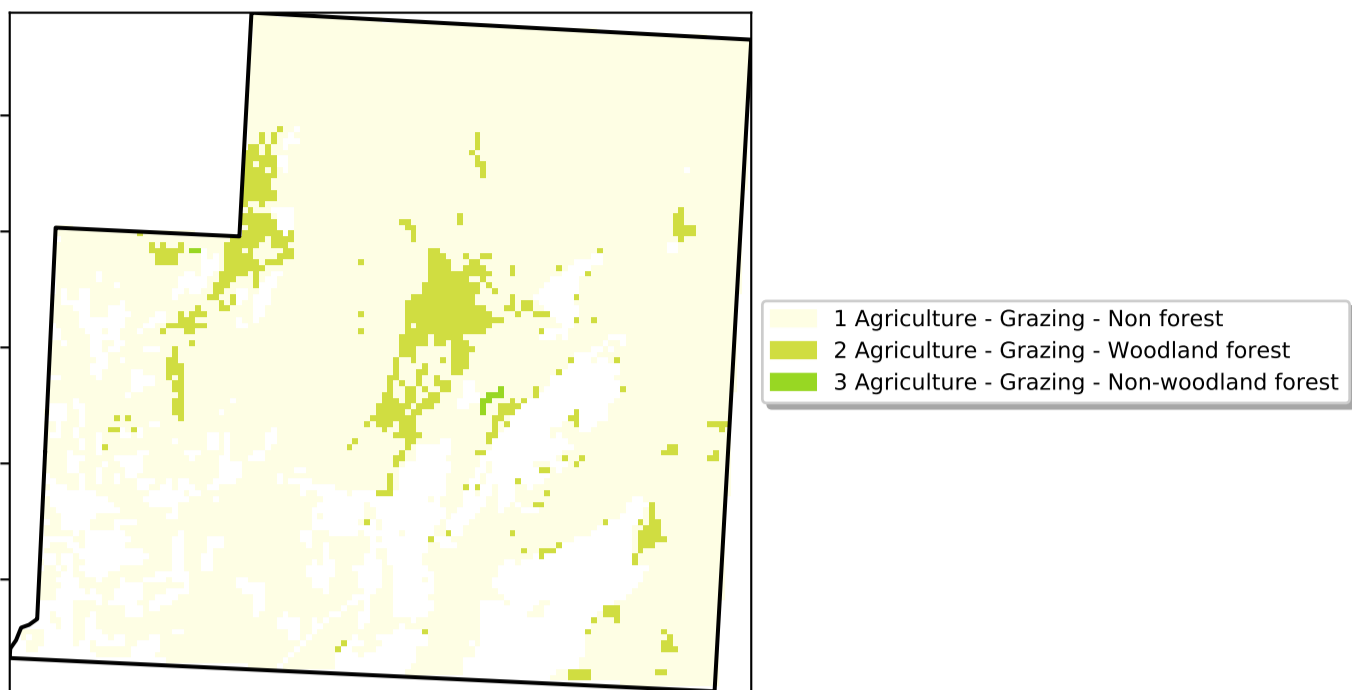 1 Agriculture - Grazing - Non forest
2 Agriculture - Grazing - Woodland forest
3 Agriculture - Grazing - Non-woodland forest